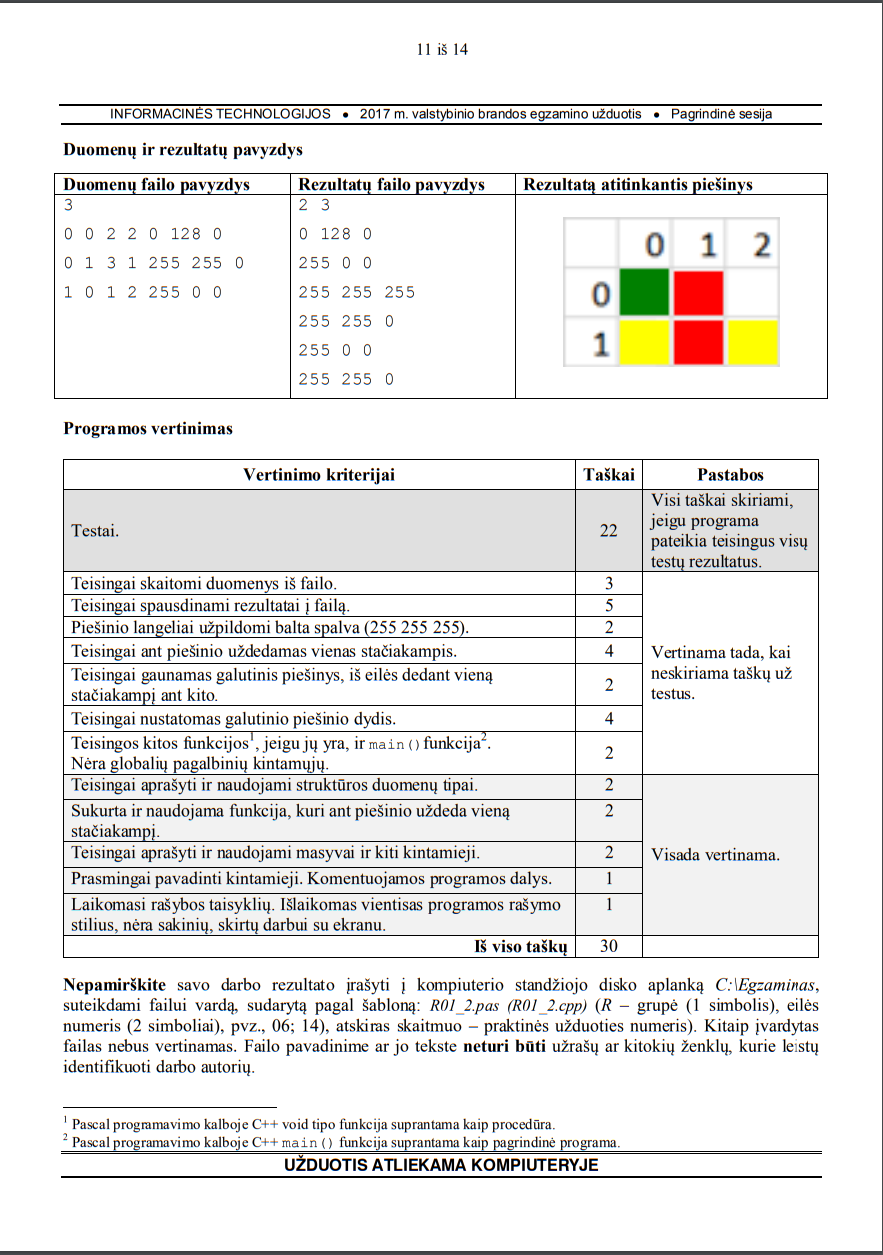 11 iš 14
INFORMACINĖS TECHNOLOGIJOS ● 2017 m. valstybinio brandos egzamino užduotis ● Pagrindinė sesija
Duomenų ir rezultatų pavyzdys
Duomenų failo pavyzdys
3
0 0 2 2 0 128 0
0 1 3 1 255 255 0
1 0 1 2 255 0 0
Rezultatų failo pavyzdys
2 3
0 128 0
255 0 0
255 255 255
255 255 0
255 0 0
255 255 0
Rezultatą atitinkantis piešinys
0 1 2
0
1
Programos vertinimas
Vertinimo kriterijai Taškai Pastabos
Testai. 22
Visi taškai skiriami,
jeigu programa
pateikia teisingus visų
testų rezultatus.
Teisingai skaitomi duomenys iš failo. 3
Teisingai spausdinami rezultatai į failą. 5
Piešinio langeliai užpildomi balta spalva (255 255 255). 2
Teisingai ant piešinio uždedamas vienas stačiakampis. 4
Teisingai gaunamas galutinis piešinys, iš eilės dedant vieną
stačiakampį ant kito. 2
Teisingai nustatomas galutinio piešinio dydis. 4
Teisingos kitos funkcijos1, jeigu jų yra, ir main()funkcija2.
Nėra globalių pagalbinių kintamųjų. 2
Vertinama tada, kai
neskiriama taškų už
testus.
Teisingai aprašyti ir naudojami struktūros duomenų tipai. 2
Sukurta ir naudojama funkcija, kuri ant piešinio uždeda vieną 2
stačiakampį.
Teisingai aprašyti ir naudojami masyvai ir kiti kintamieji. 2
Prasmingai pavadinti kintamieji. Komentuojamos programos dalys. 1
Laikomasi rašybos taisyklių. Išlaikomas vientisas programos rašymo 1
stilius, nėra sakinių, skirtų darbui su ekranu.
Visada vertinama.
Iš viso taškų 30
Nepamirškite savo darbo rezultato įrašyti į kompiuterio standžiojo disko aplanką C:\Egzaminas,
suteikdami failui vardą, sudarytą pagal šabloną: R01_2.pas (R01_2.cpp) (R – grupė (1 simbolis), eilės
numeris (2 simboliai), pvz., 06; 14), atskiras skaitmuo – praktinės užduoties numeris). Kitaip įvardytas
failas nebus vertinamas. Failo pavadinime ar jo tekste neturi būti užrašų ar kitokių ženklų, kurie leistų
identifikuoti darbo autorių.
1 Pascal programavimo kalboje C++ void tipo funkcija suprantama kaip procedūra.
2 Pascal programavimo kalboje C++ main() funkcija suprantama kaip pagrindinė programa.
UŽDUOTIS ATLIEKAMA KOMPIUTERYJE